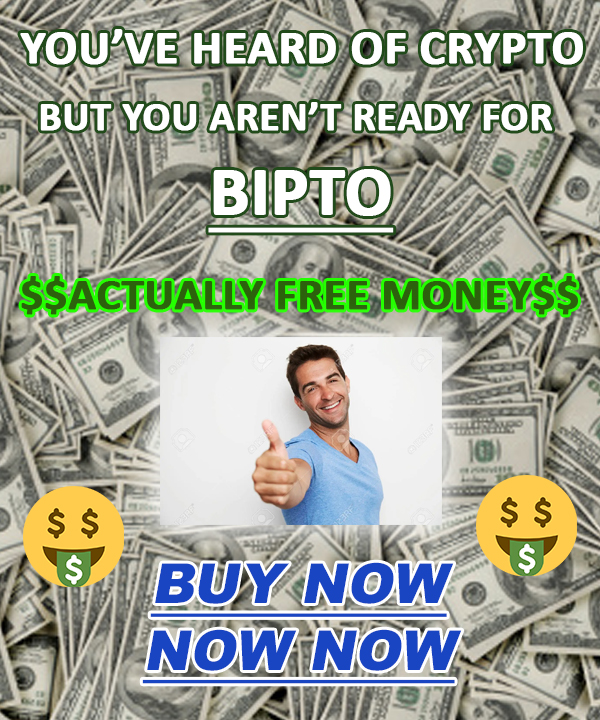 YOU'VE HEARD OF CRYPTO
BUT YOU AREN'T READY FOR
BIPTO
$$ACTUALLY FREE MONEY$$
BUY NOW
NOW NOW